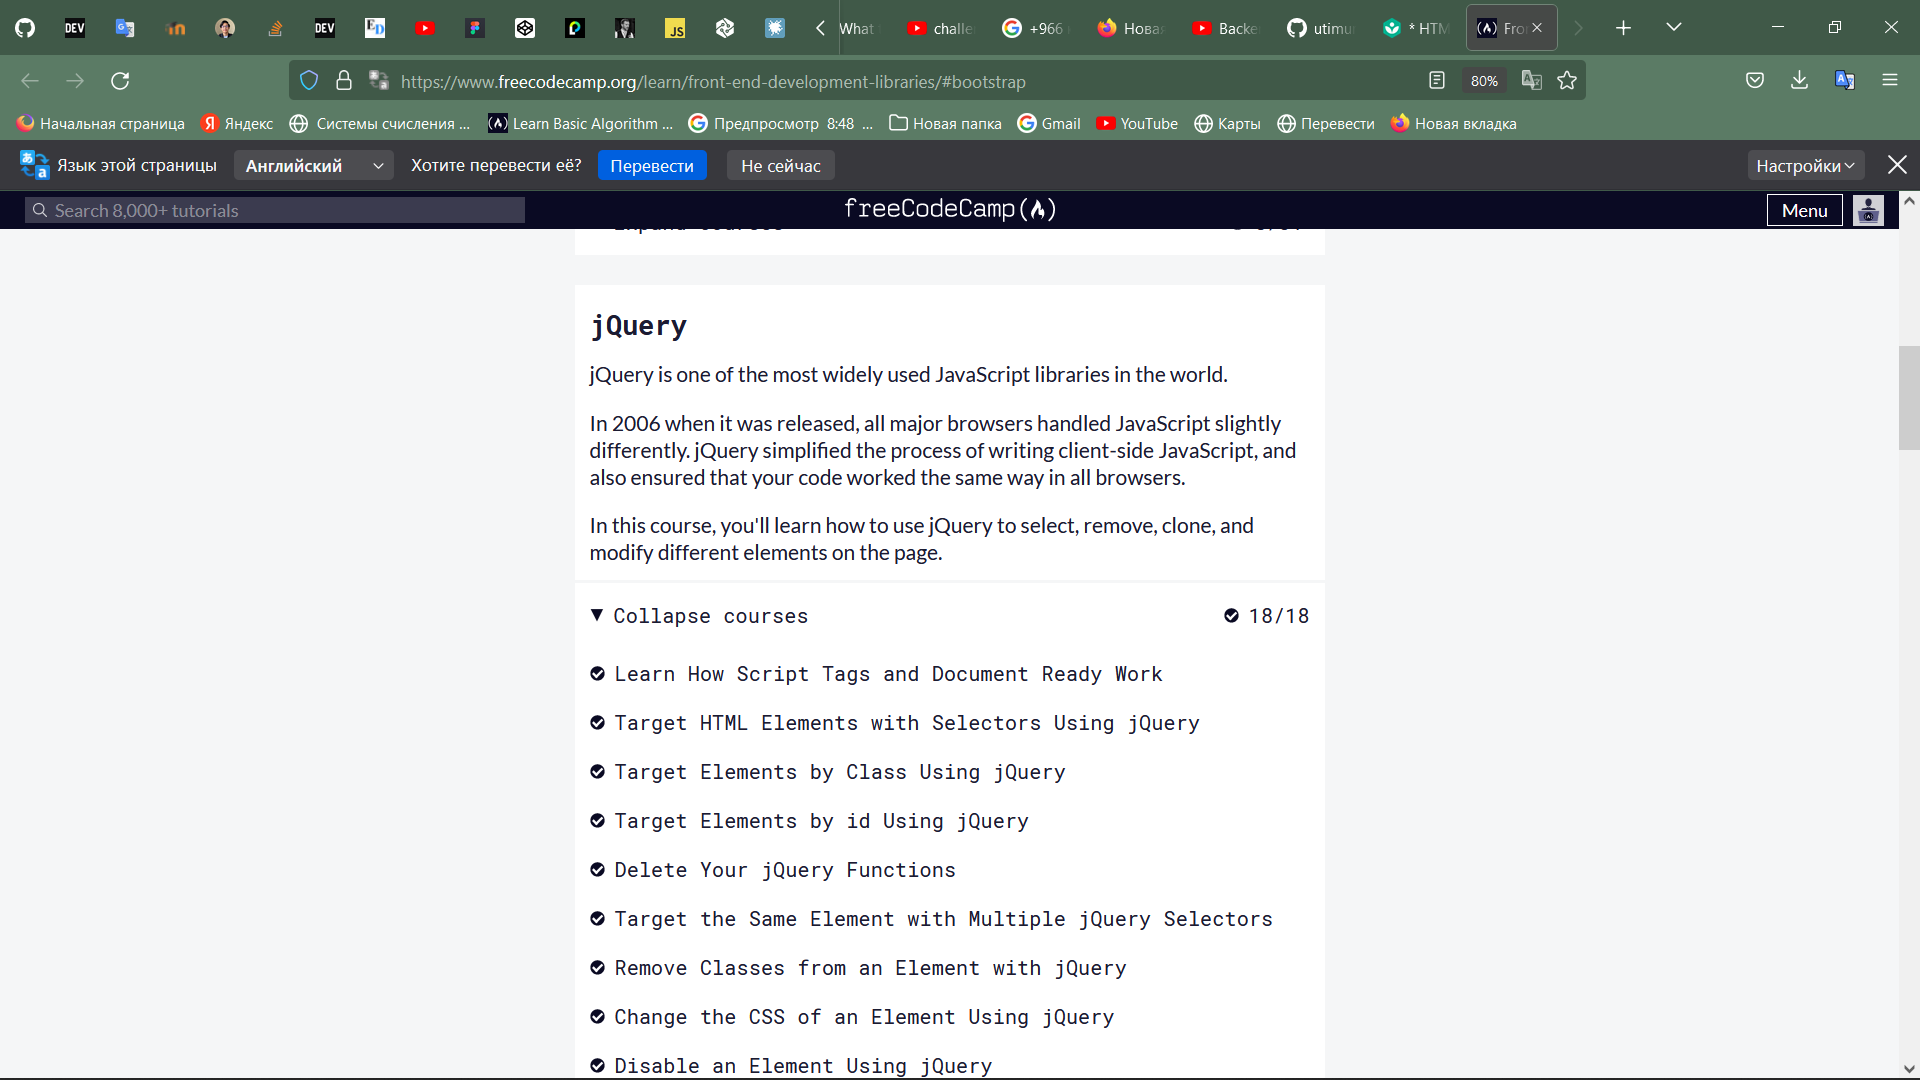 What
challe
+966
Новая
Backe
utimu
* HTM
Fro
https://www.freecodecamp.org/learn/front-end-development-libraries/#bootstrap
80%
Начальная страница
Яндекс
Системы счисления ...
Learn Basic Algorithm ...
Предпросмотр 8:48 ...
Новая папка
Gmail
YouTube
Карты
Перевести
Новая вкладка
Язык этой страницы
Английский
Хотите перевести её?
Перевести
Не сейчас
Настройки
Search 8,000+ tutorials
freeCodeCamp
Menu
jQuery
jQuery is one of the most widely used JavaScript libraries in the world.
In 2006 when it was released, all major browsers handled JavaScript slightly
differently. jQuery simplified the process of writing client-side JavaScript, and
also ensured that your code worked the same way in all browsers.
In this course, you'll learn how to use jQuery to select, remove, clone, and
modify different elements on the page.
Collapse courses
18/18
Learn How Script Tags and Document Ready Work
Target HTML Elements with Selectors Using jQuery
Target Elements by Class Using jQuery
Target Elements by id Using jQuery
Delete Your jQuery Functions
Target the Same Element with Multiple jQuery Selectors
Remove Classes from an Element with jQuery
Change the CSS of an Element Using jQuery
Disable an Element Using jQuery